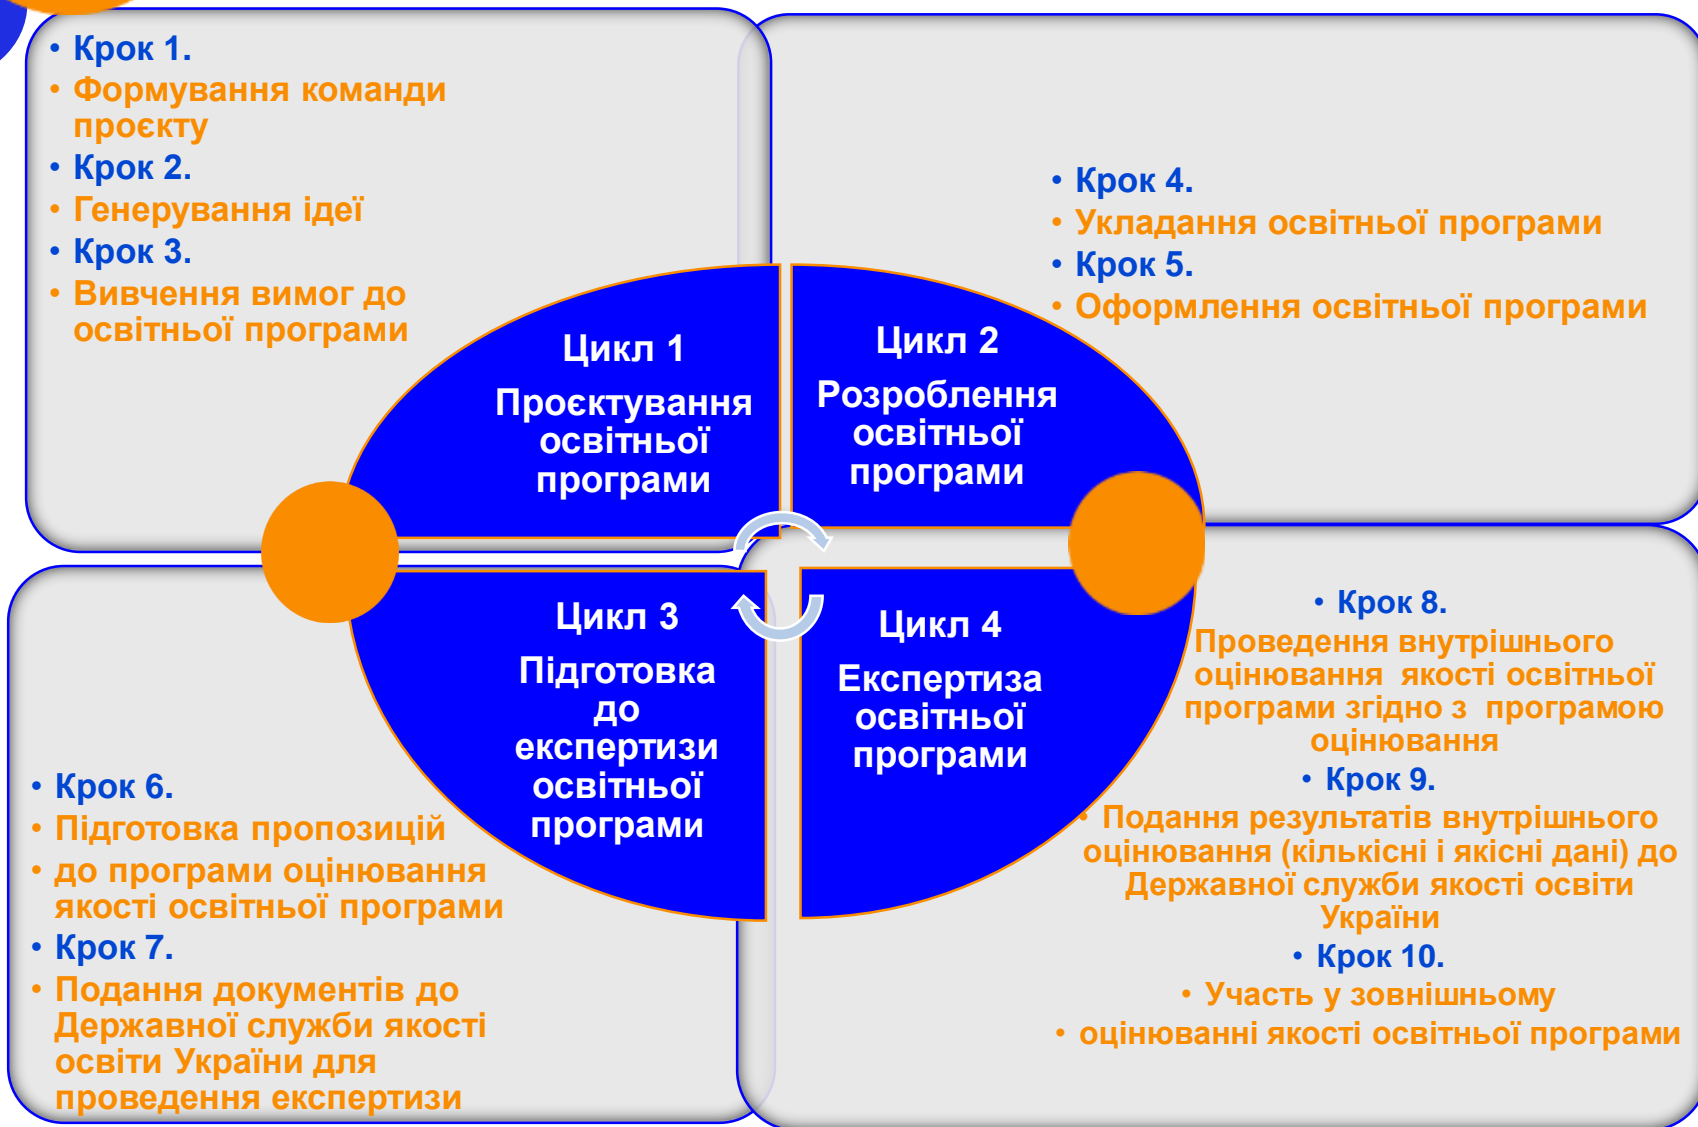 • Крок 1.
• Формування команди
проєкту
• Крок 2.
• Генерування ідеї
• Крок 3.
• Вивчення вимог до
освітньої програми
• Крок 4.
• Укладання освітньої програми
• Крок 5.
• Оформлення освітньої програми
Цикл 1
Проєктування
освітньої
програми
Цикл 2
Розроблення
освітньої
програми
Цикл 3
Підготовка
до
експертизи
освітньої
програми
Цикл 4
Експертиза
освітньої
програми
• Крок 6.
• Підготовка пропозицій
• до програми оцінювання
якості освітньої програми
• Крок 7.
• Подання документів до
Державної служби якості
освіти України для
проведення експертизи
• Крок 8.
Проведення внутрішнього
оцінювання якості освітньої
програми згідно з програмою
оцінювання
• Крок 9.
• Подання результатів внутрішнього
оцінювання (кількісні і якісні дані) до
Державної служби якості освіти
України
• Крок 10.
• Участь у зовнішньому
• оцінюванні якості освітньої програми